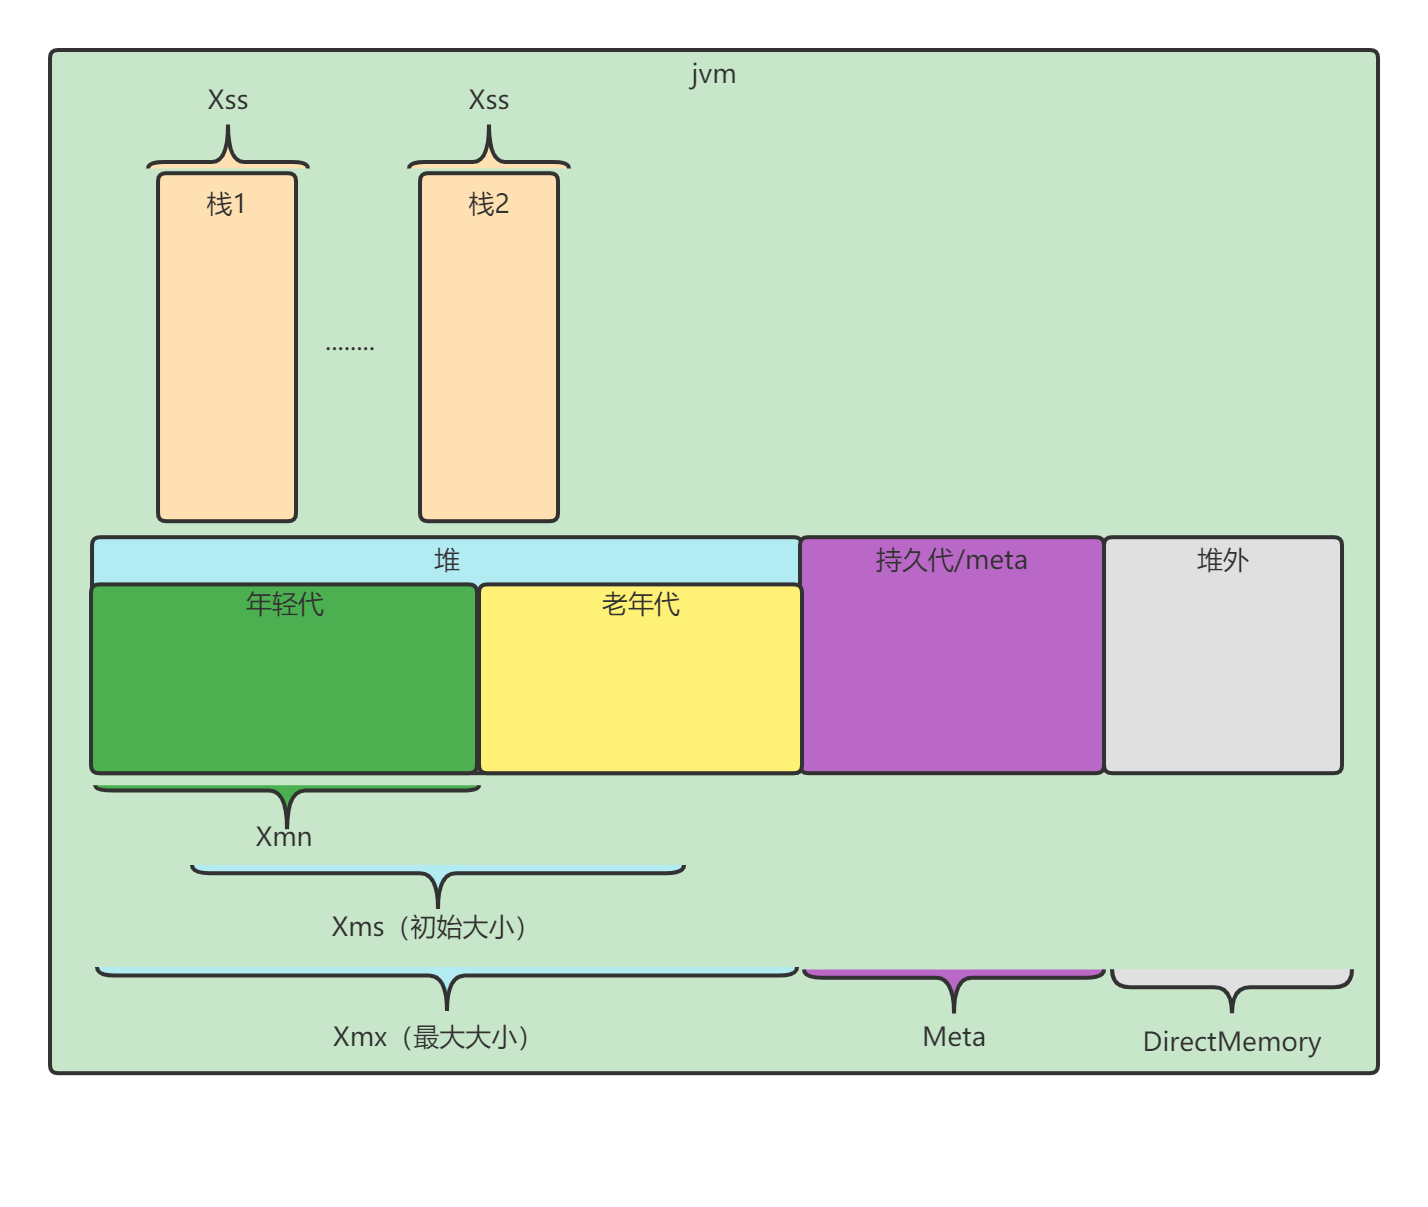 jvm
Xss
Xss
栈1
栈2
........
堆
持久代/meta
堆外
年轻代
老年代
Xmn
Xms（初始大小）
Xmx（最大大小）
Meta
DirectMemory